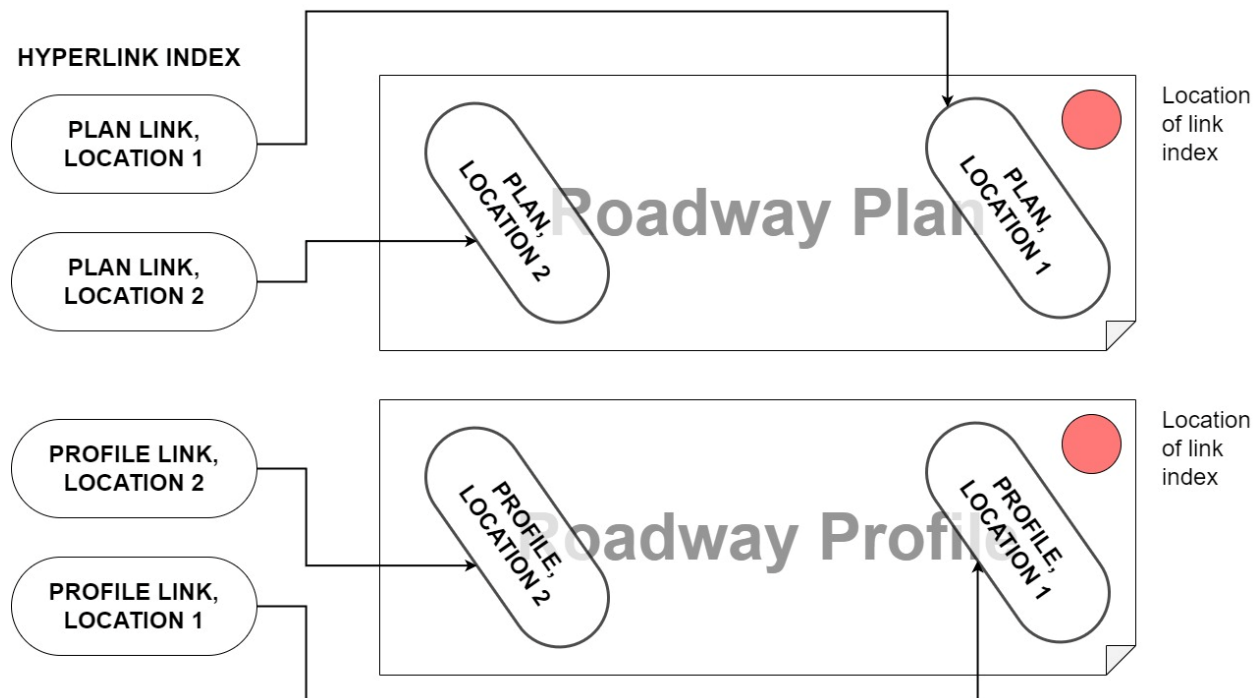 HYPERLINK INDEX
PLAN LINK,
LOCATION 1
PLAN LINK,
LOCATION 2
PLAN,
LOCATION 2
Roadway Plan
PLAN,
LOCATION 1
Location
of link
index
PROFILE LINK,
LOCATION 2
PROFILE LINK,
LOCATION 1
PROFILE,
LOCATION 2
Roadway Profile
PROFILE,
LOCATION 1
Location
of link
index